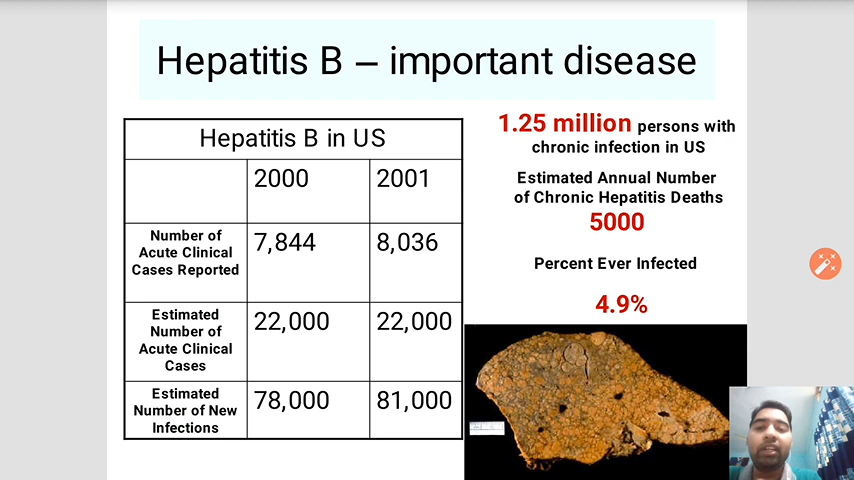 Hepatitis B – important disease
Hepatitis B in US
2000
2001
Number of
Acute Clinical
Cases Reported
7,844
8,036
Estimated
Number of
Acute Clinical
Cases
22,000
22,000
Estimated
Number of New
Infections
78,000
81,000
1.25 million persons with
chronic infection in US
Estimated Annual Number
of Chronic Hepatitis Deaths
5000
Percent Ever Infected
4.9%